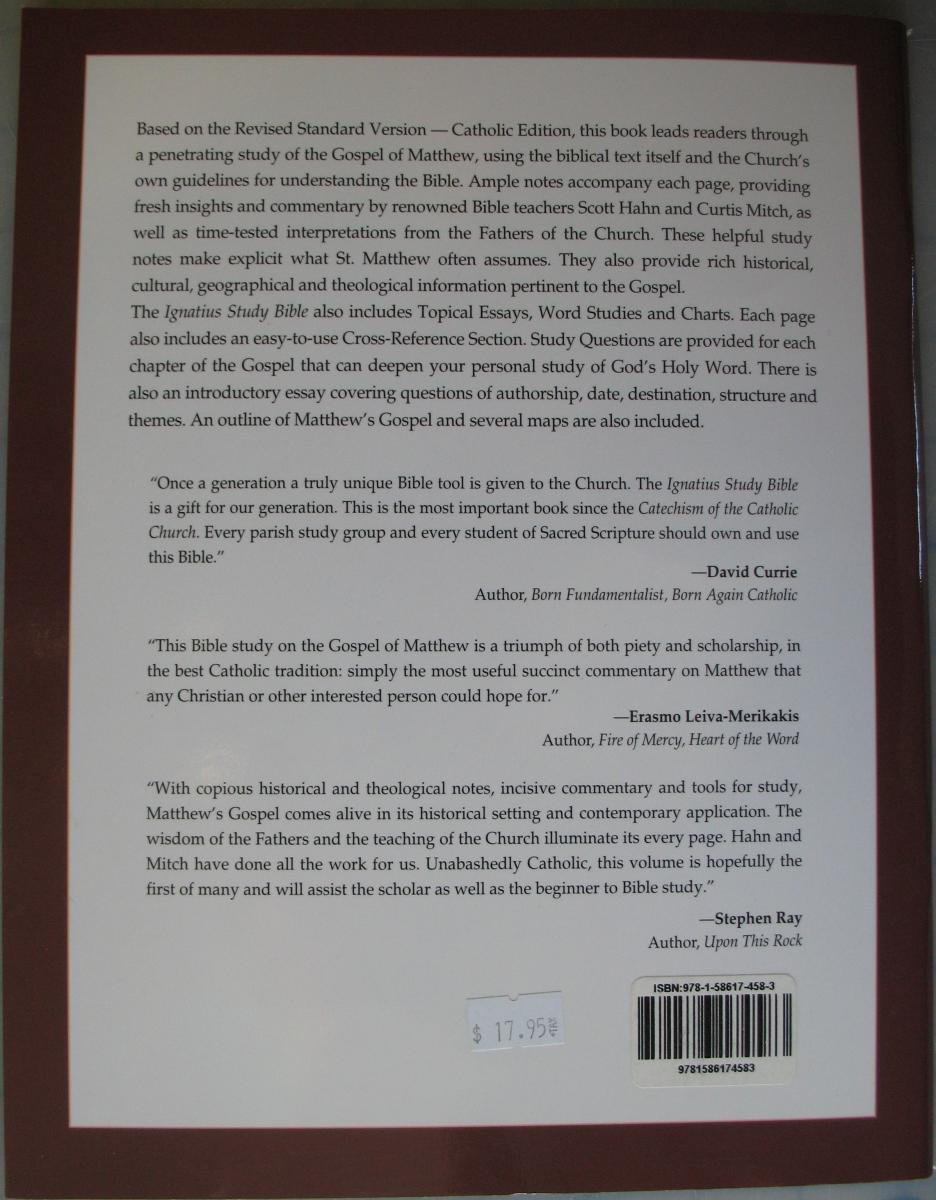 Based on the Revised Standard Version — Catholic Edition, this book leads readers through
a penetrating study of the Gospel of Matthew, using the biblical text itself and the Church's
own guidelines for understanding the Bible. Ample notes accompany each page, providing
fresh insights and commentary by renowned Bible teachers Scott Hahn and Curtis Mitch, as
well as time-tested interpretations from the Fathers of the Church. These helpful study
notes make explicit what St. Matthew often assumes. They also provide rich historical,
cultural, geographical and theological information pertinent to the Gospel.
The Ignatius Study Bible also includes Topical Essays, Word Studies and Charts. Each page
also includes an easy-to-use Cross-Reference Section. Study Questions are provided for each
chapter of the Gospel that can deepen your personal study of God's Holy Word. There is
also an introductory essay covering questions of authorship, date, destination, structure and
themes. An outline of Matthew's Gospel and several maps are also included.
“Once a generation a truly unique Bible tool is given to the Church. The Ignatius Study Bible
is a gift for our generation. This is the most important book since the Catechism of the Catholic
Church. Every parish study group and every student of Sacred Scripture should own and use
this Bible.”
—David Currie
Author, Born Fundamentalist, Born Again Catholic
“This Bible study on the Gospel of Matthew is a triumph of both piety and scholarship, in
the best Catholic tradition: simply the most useful succinct commentary on Matthew that
any Christian or other interested person could hope for.”
—Erasmo Leiva-Merikakis
Author, Fire of Mercy, Heart of the Word
“With copious historical and theological notes, incisive commentary and tools for study,
Matthew's Gospel comes alive in its historical setting and contemporary application. The
wisdom of the Fathers and the teaching of the Church illuminate its every page. Hahn and
Mitch have done all the work for us. Unabashedly Catholic, this volume is hopefully the
first of many and will assist the scholar as well as the beginner to Bible study.”
—Stephen Ray
Author, Upon This Rock
ISBN:978-1-58617-458-3
$ 17.95
9781586174583